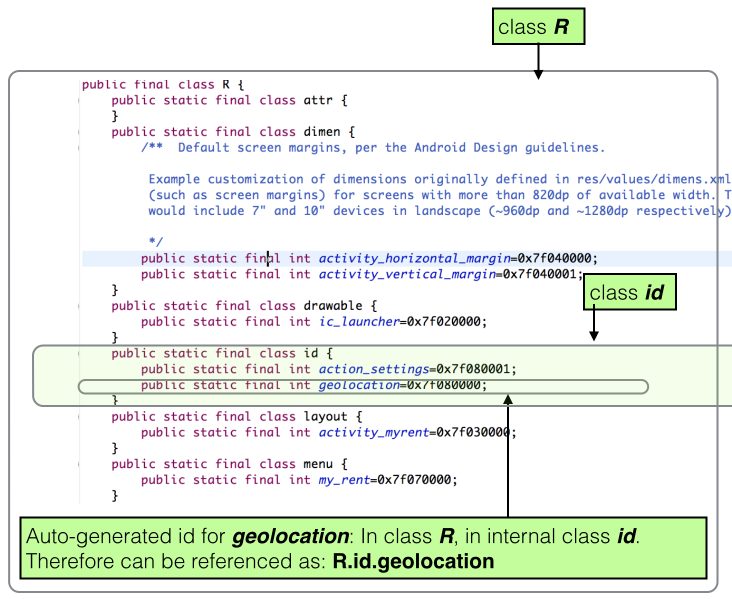 class R
public final class R {
public static final class attr {
}
public static final class dimen {
/** Default screen margins, per the Android Design guidelines.
Example customization of dimensions originally defined in res/values/dimens.xml
(such as screen margins) for screens with more than 820dp of available width. T
would include 7" and 10" devices in landscape (~960dp and ~1280dp respectively)
*/
public static final int activity_horizontal_margin=0x7f040000;
public static final int activity_vertical_margin=0x7f040001;
}
class id
public static final class drawable {
public static final int ic_launcher=0x7f020000;
}
public static final class id {
public static final int action_settings=0x7f080001;
public static final int geolocation=0x7f080000;
}
public static final class layout {
public static final int activity_myrent=0x7f030000;
}
public static final class menu {
public static final int my_rent=0x7f070000;
}
Auto-generated id for geolocation: In class R, in internal class id.
Therefore can be referenced as: R.id.geolocation